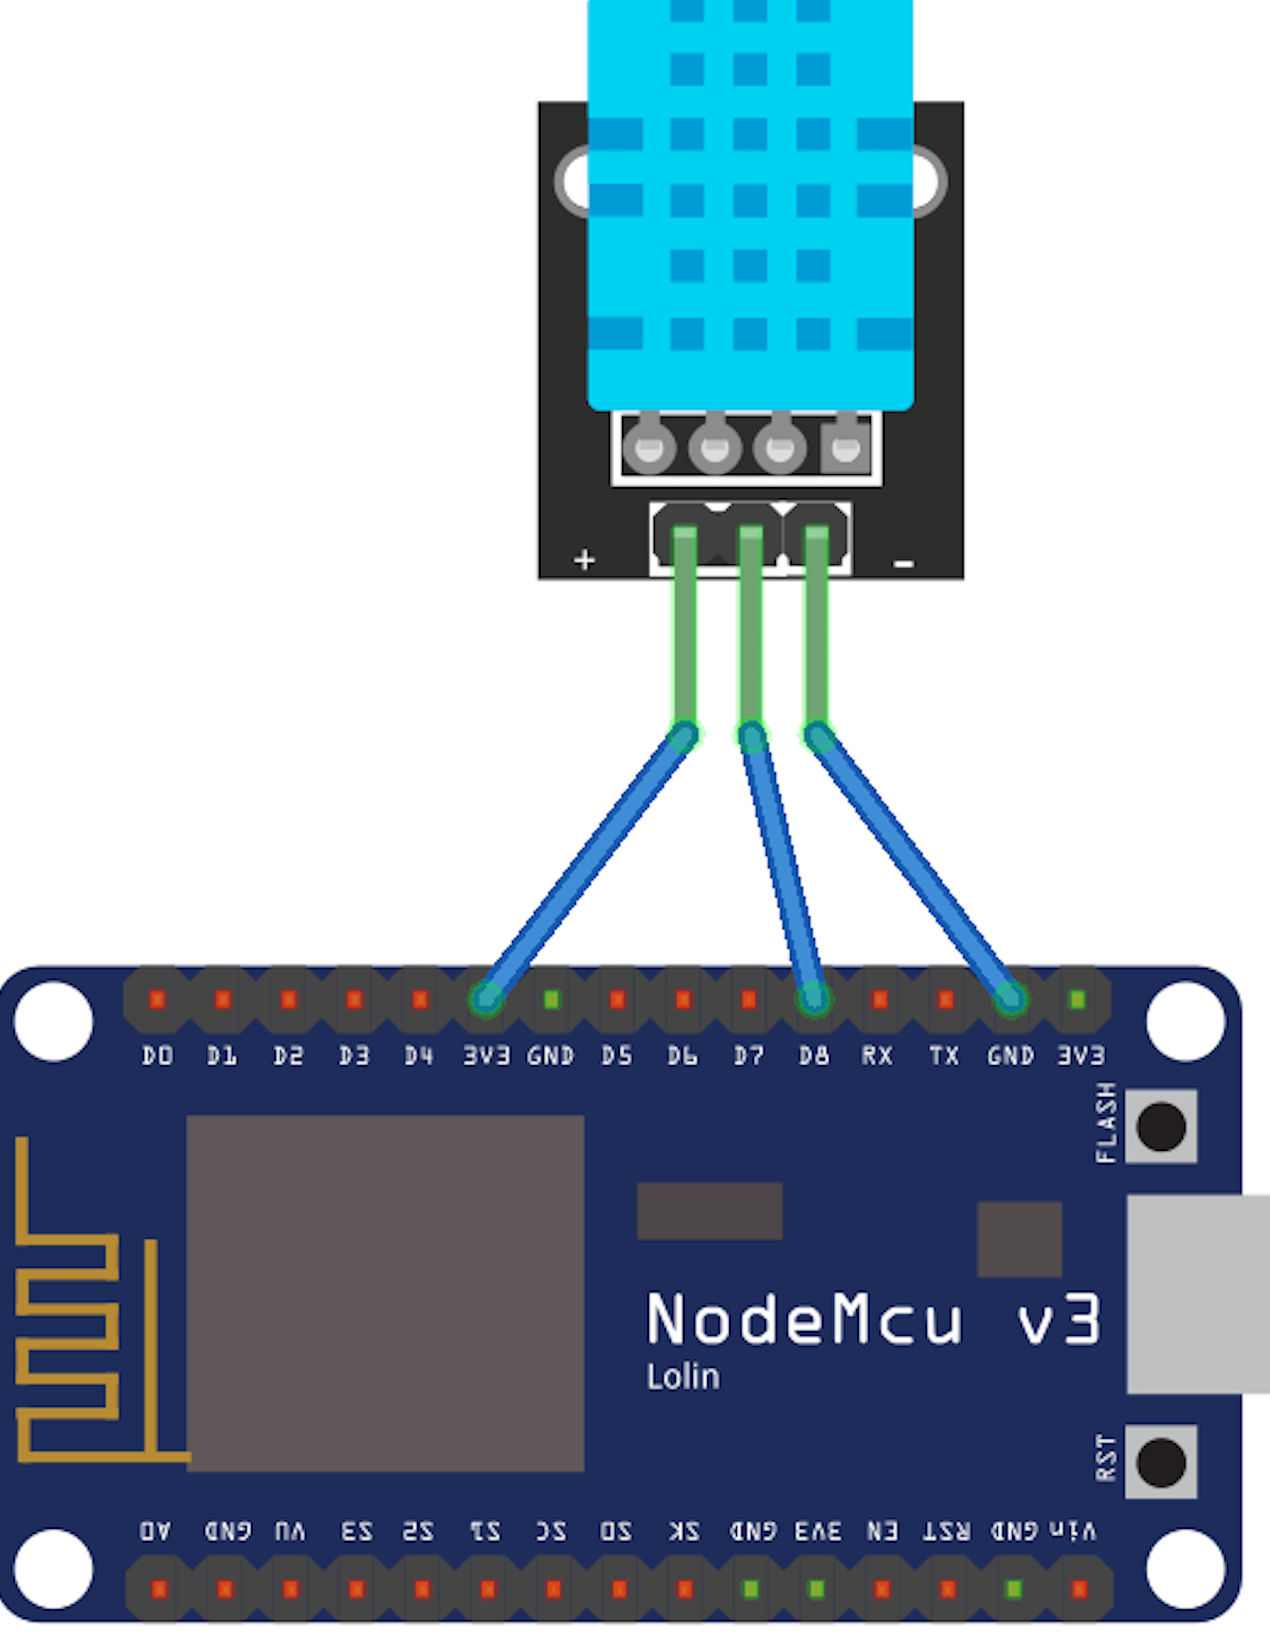 + -
D0 D1 D2 D3 D4 3V3 GND D5 D6 D7 D8 RX TX GND 3V3
FLASH
NodeMcu v3
Lolin
RST
A0 GND VU S3 S2 S1 SC SO SK GND 3V3 EN RST GND Vin